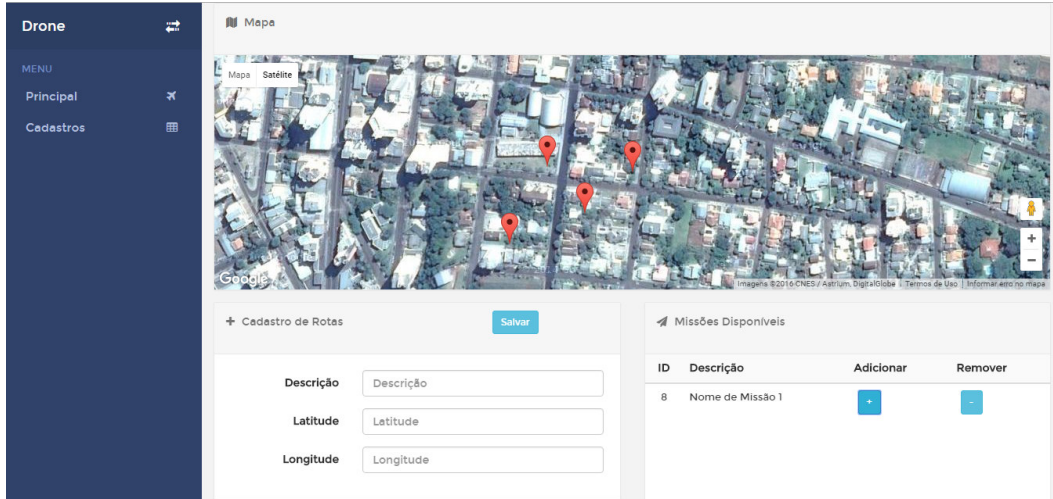 Drone
MENU
Principal
Cadastros
Mapa
Mapa Satélite
Google
Imagens ©2016 CNES / Astrium, DigitalGlobe Termos de Uso Informar erro no mapa
+ Cadastro de Rotas Salvar
Descrição Descrição
Latitude Latitude
Longitude Longitude
Missões Disponíveis
ID Descrição Adicionar Remover
8 Nome de Missão 1 + -